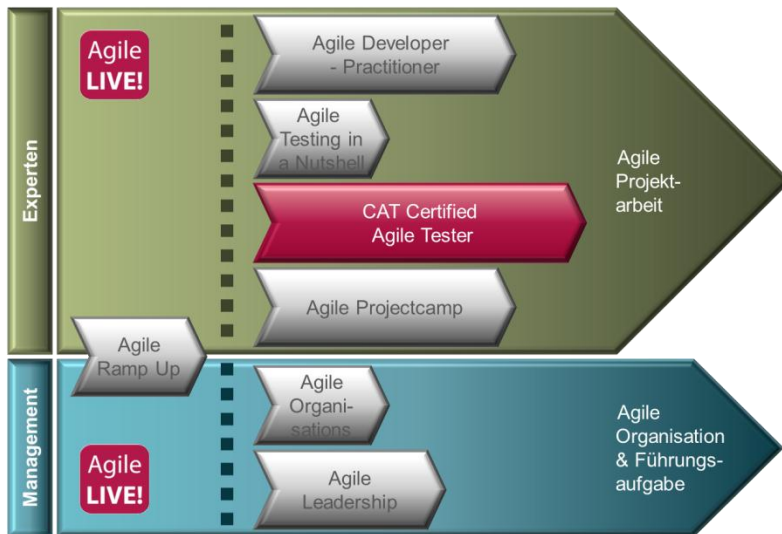 Experten
Agile
LIVE!
Agile Developer
- Practitioner
Agile
Testing in
a Nutshell
CAT Certified
Agile Tester
Agile Projectcamp
Agile
Projekt-
arbeit
Agile
Ramp Up
Management
Agile
LIVE!
Agile
Organi-
sations
Agile
Leadership
Agile
Organisation
& Führungs-
aufgabe